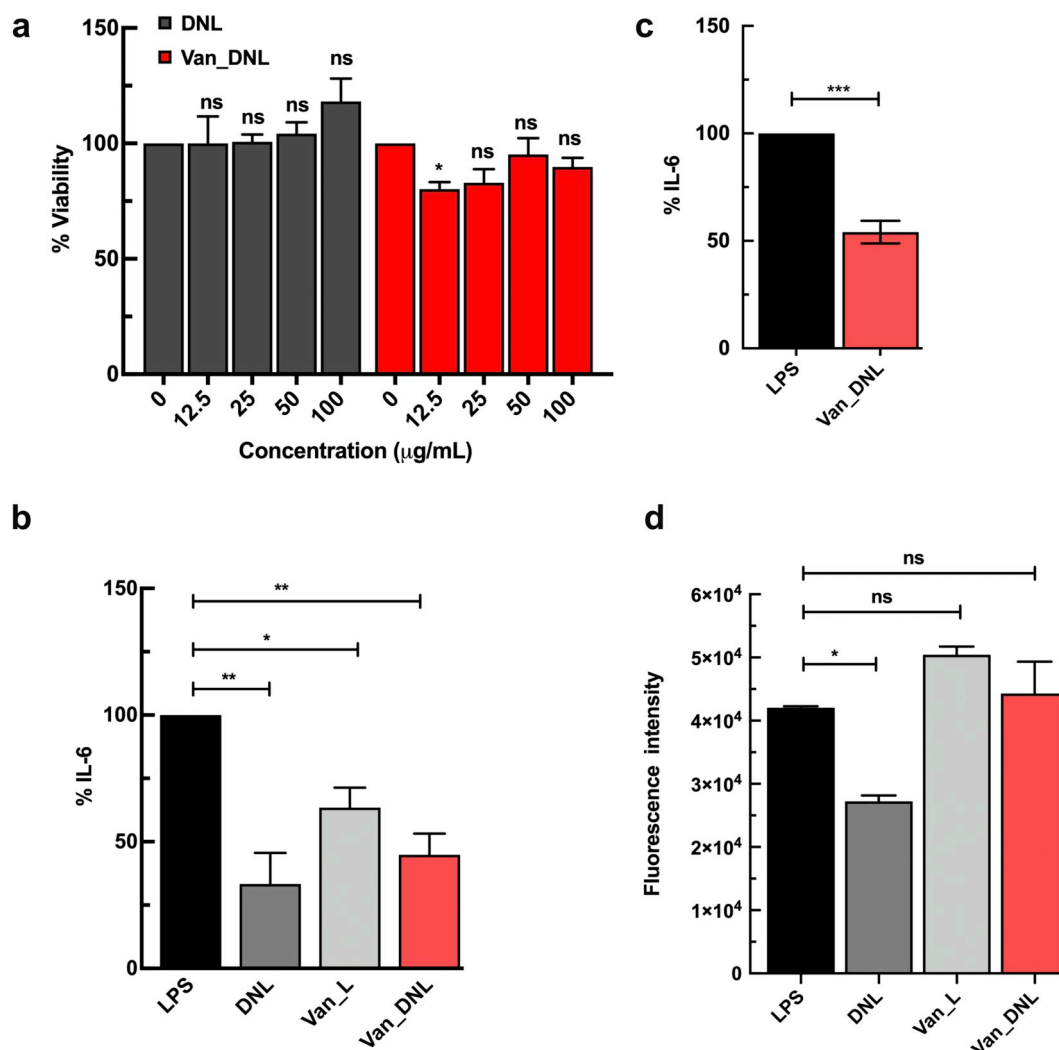 a
DNL
Van_DNL
150
100
50
0
% Viability
ns
ns
ns
ns
*
ns
ns
ns
0
12.5
25
50
100
0
12.5
25
50
100
Concentration (μg/mL)
c
150
100
50
0
% IL-6
***
LPS
Van_DNL
b
150
100
50
0
% IL-6
**
*
**
LPS
DNL
Van_L
Van_DNL
d
6×10⁴
5×10⁴
4×10⁴
3×10⁴
2×10⁴
1×10⁴
0
Fluorescence intensity
ns
ns
*
LPS
DNL
Van_L
Van_DNL